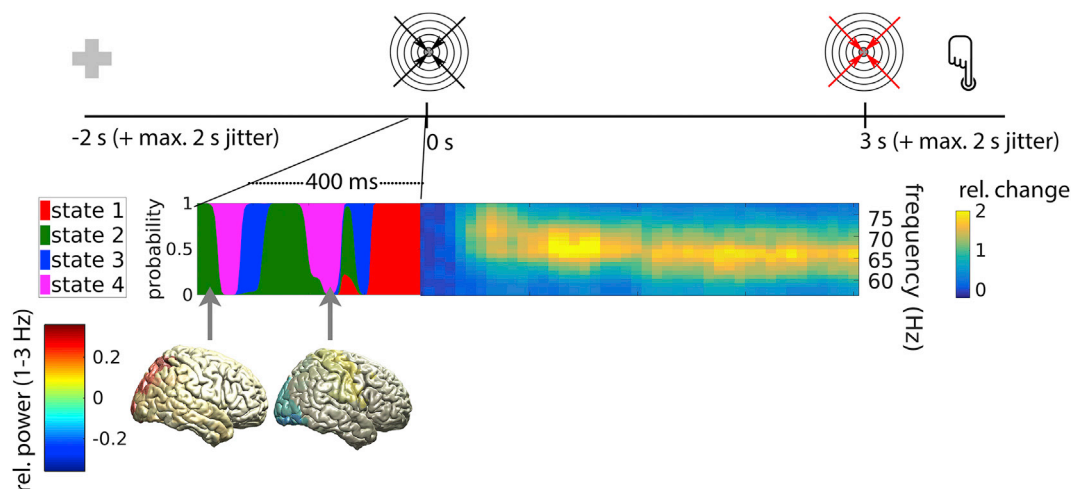 -2 s (+ max. 2 s jitter)
0 s
3 s (+ max. 2 s jitter)
400 ms
state 1
state 2
state 3
state 4
probability
1
0.5
0
frequency (Hz)
75
70
65
60
rel. change
2
1
0
rel. power (1-3 Hz)
0.2
0
-0.2